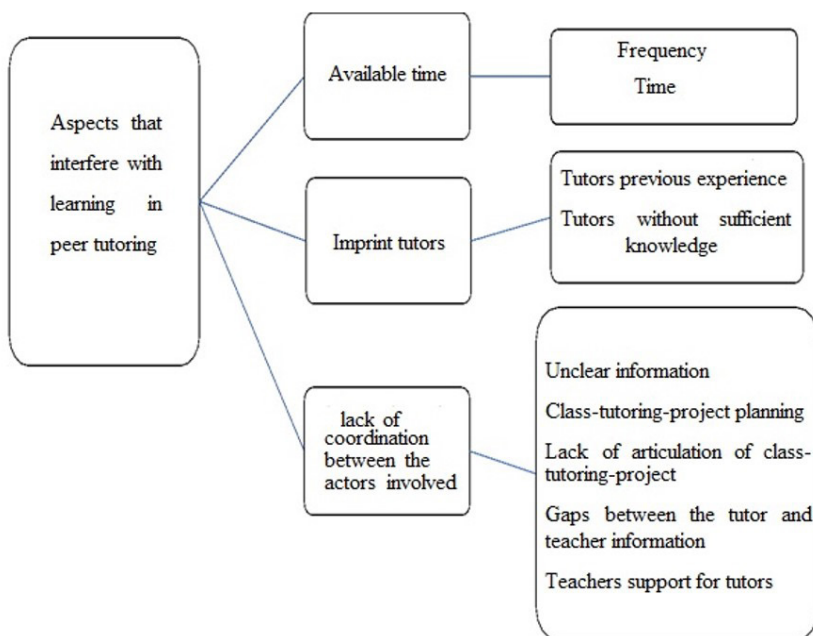 Aspects that
interfere with
learning in
peer tutoring
Available time
Frequency
Time
Imprint tutors
Tutors previous experience
Tutors without sufficient
knowledge
lack of
coordination
between the
actors involved
Unclear information
Class-tutoring-project planning
Lack of articulation of class-
tutoring-project
Gaps between the tutor and
teacher information
Teachers support for tutors